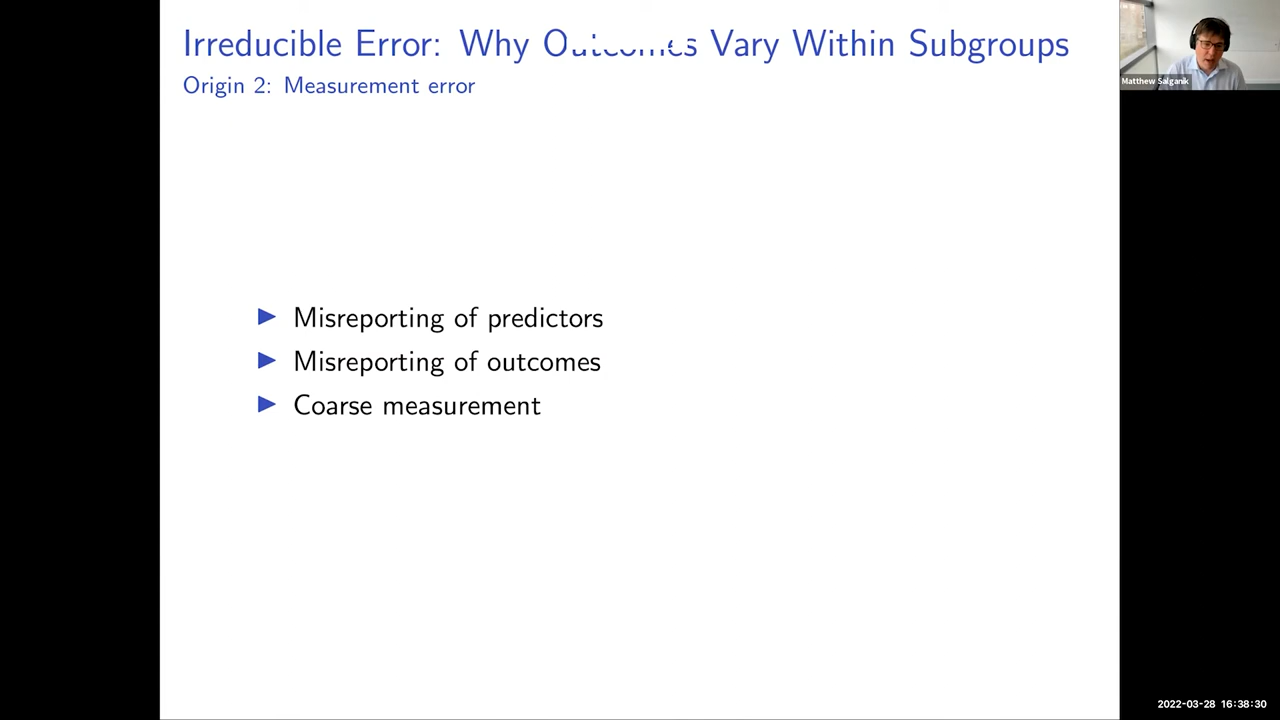 Irreducible Error: Why Outcomes Vary Within Subgroups
Origin 2: Measurement error
Matthew Salganik
Misreporting of predictors
Misreporting of outcomes
Coarse measurement
2022-03-28 16:38:30